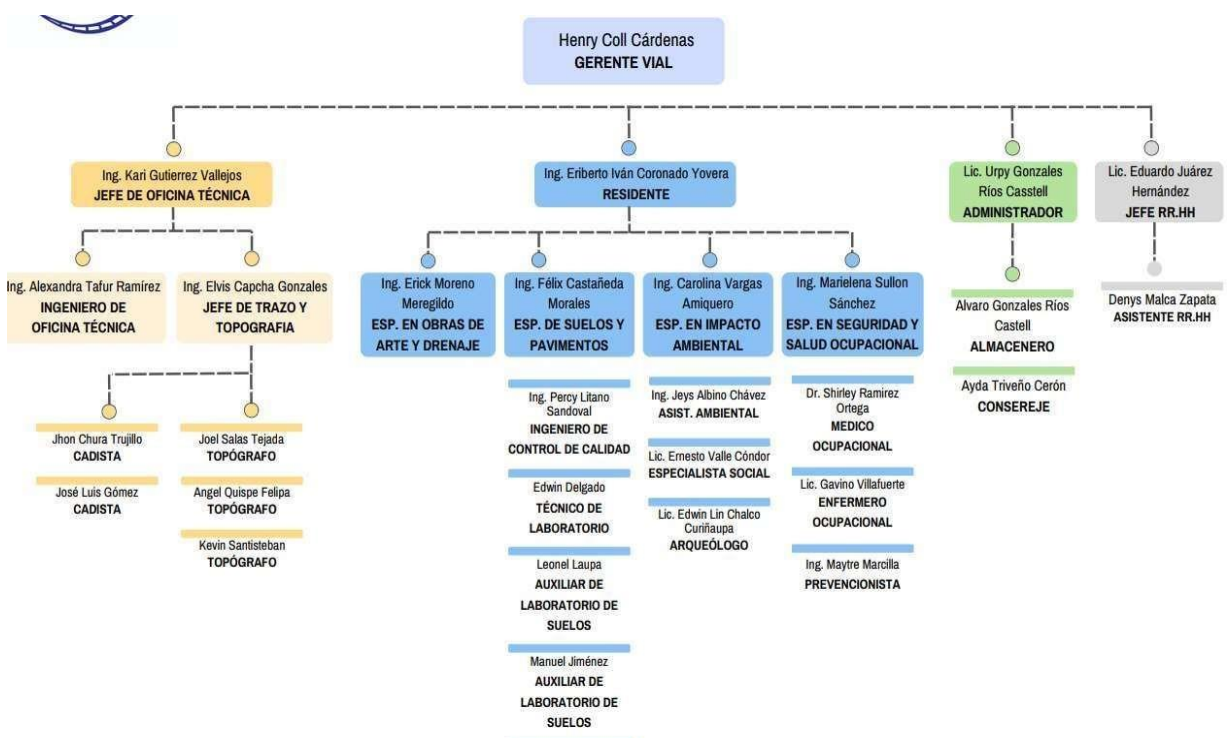 Henry Coll Cárdenas
GERENTE VIAL
Ing. Kari Gutierrez Vallejos
JEFE DE OFICINA TÉCNICA
Ing. Eriberto Iván Coronado Yovera
RESIDENTE
Lic. Urpy Gonzales
Ríos Casstell
ADMINISTRADOR
Lic. Eduardo Juárez
Hernández
JEFE RR.HH
Ing. Alexandra Tafur Ramírez
INGENIERO DE
OFICINA TÉCNICA
Ing. Elvis Capcha Gonzales
JEFE DE TRAZO Y
TOPOGRAFIA
Ing. Erick Moreno
Meregildo
ESP. EN OBRAS DE
ARTE Y DRENAJE
Ing. Félix Castañeda
Morales
ESP. DE SUELOS Y
PAVIMENTOS
Ing. Carolina Vargas
Amiquero
ESP. EN IMPACTO
AMBIENTAL
Ing. Marielena Sullon
Sánchez
ESP. EN SEGURIDAD Y
SALUD OCUPACIONAL
Alvaro Gonzales Ríos
Castell
ALMACENERO
Ayda Triveño Cerón
CONSEREJE
Denys Malca Zapata
ASISTENTE RR.HH
Jhon Chura Trujillo
CADISTA
José Luis Gómez
CADISTA
Joel Salas Tejada
TOPÓGRAFO
Angel Quispe Felipa
TOPÓGRAFO
Kevin Santisteban
TOPÓGRAFO
Ing. Percy Litano
Sandoval
INGENIERO DE
CONTROL DE CALIDAD
Edwin Delgado
TÉCNICO DE
LABORATORIO
Leonel Laupa
AUXILIAR DE
LABORATORIO DE
SUELOS
Manuel Jiménez
AUXILIAR DE
LABORATORIO DE
SUELOS
Ing. Jeys Albino Chávez
ASIST. AMBIENTAL
Lic. Ernesto Valle Cóndor
ESPECIALISTA SOCIAL
Lic. Edwin Lin Chalco
Curiñaupa
ARQUEÓLOGO
Dr. Shirley Ramirez
Ortega
MEDICO
OCUPACIONAL
Lic. Gavino Villafuerte
ENFERMERO
OCUPACIONAL
Ing. Maytre Marcilla
PREVENCIONISTA